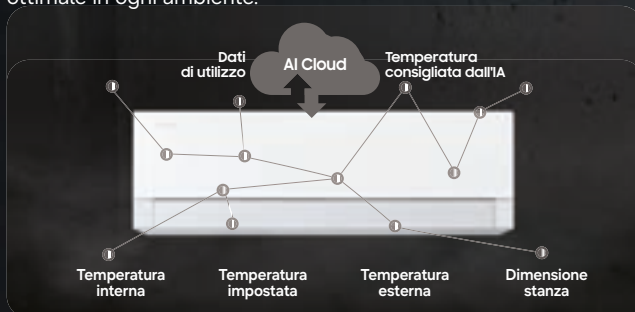 ottimale in ogni ambiente.
Dati
di utilizzo
AI Cloud
Temperatura
consigliata dall'IA
Temperatura
interna
Temperatura
impostata
Temperatura
esterna
Dimensione
stanza